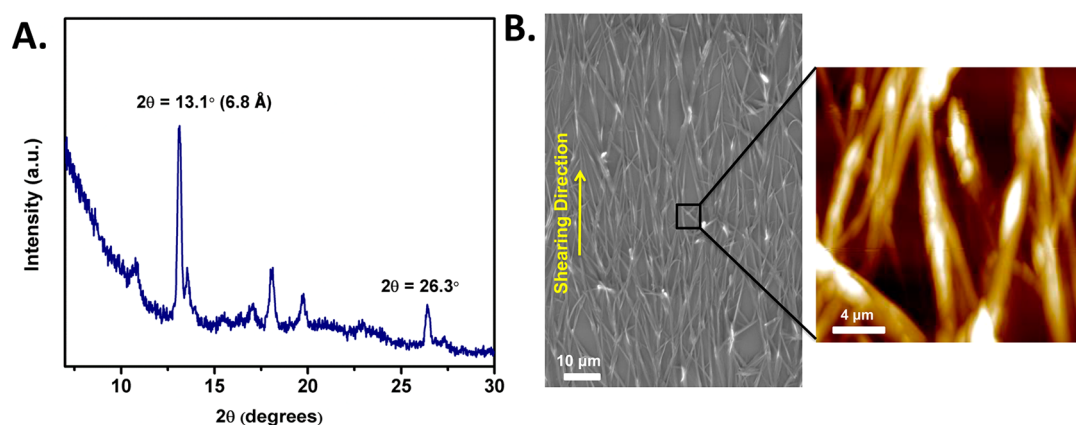 A.
2θ = 13.1° (6.8 Å)
2θ = 26.3°
Intensity (a.u.)
10
15
20
25
30
2θ (degrees)
B.
Shearing Direction
10 µm
4 µm